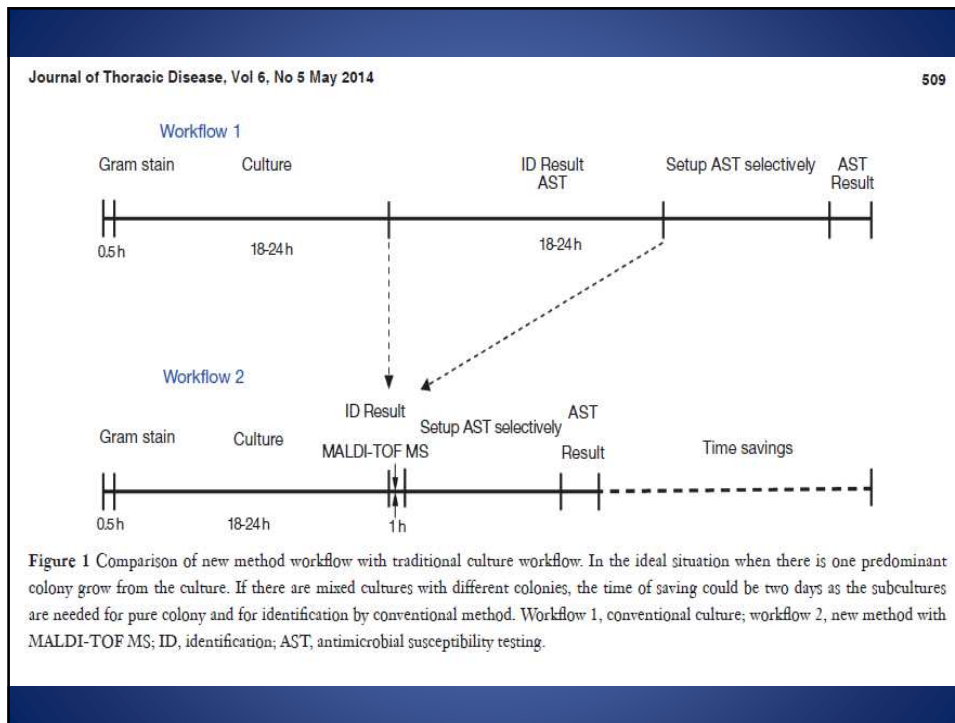 Journal of Thoracic Disease, Vol 6, No 5 May 2014 509
Workflow 1
Gram stain Culture ID Result Setup AST selectively AST
AST Result
0.5 h 18-24 h 18-24 h
Workflow 2
ID Result AST
Setup AST selectively
Gram stain Culture MALDI-TOF MS Result Time savings
0.5 h 18-24 h 1 h
Figure 1 Comparison of new method workflow with traditional culture workflow. In the ideal situation when there is one predominant
colony grow from the culture. If there are mixed cultures with different colonies, the time of saving could be two days as the subcultures
are needed for pure colony and for identification by conventional method. Workflow 1, conventional culture; workflow 2, new method with
MALDI-TOF MS; ID, identification; AST, antimicrobial susceptibility testing.